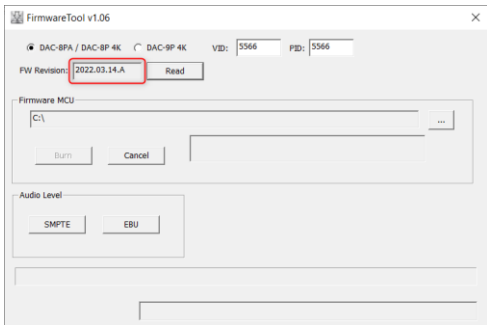 FirmwareTool v1.06
DAC-8PA / DAC-8P 4K DAC-9P 4K VID: 5566 PID: 5566
FW Revision: 2022.03.14.A Read
Firmware MCU
C:\ ...
Burn Cancel
Audio Level
SMPTE EBU